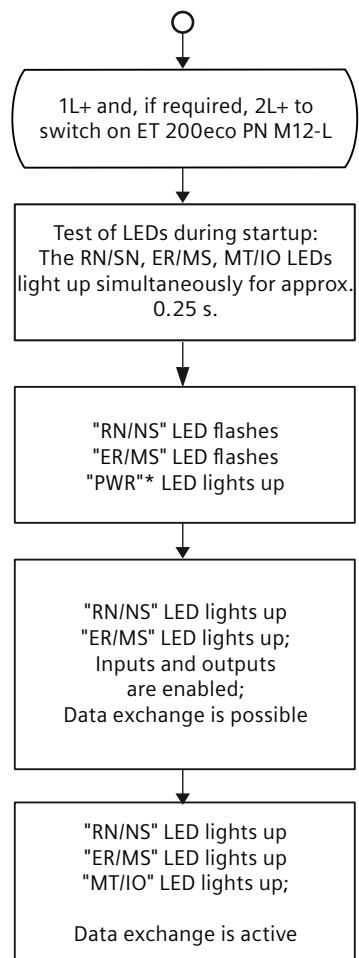 1L+ and, if required, 2L+ to
switch on ET 200eco PN M12-L
Test of LEDs during startup:
The RN/SN, ER/MS, MT/IO LEDs
light up simultaneously for approx.
0.25 s.
"RN/NS" LED flashes
"ER/MS" LED flashes
"PWR"* LED lights up
"RN/NS" LED lights up
"ER/MS" LED lights up;
Inputs and outputs
are enabled;
Data exchange is possible
"RN/NS" LED lights up
"ER/MS" LED lights up
"MT/IO" LED lights up;
Data exchange is active